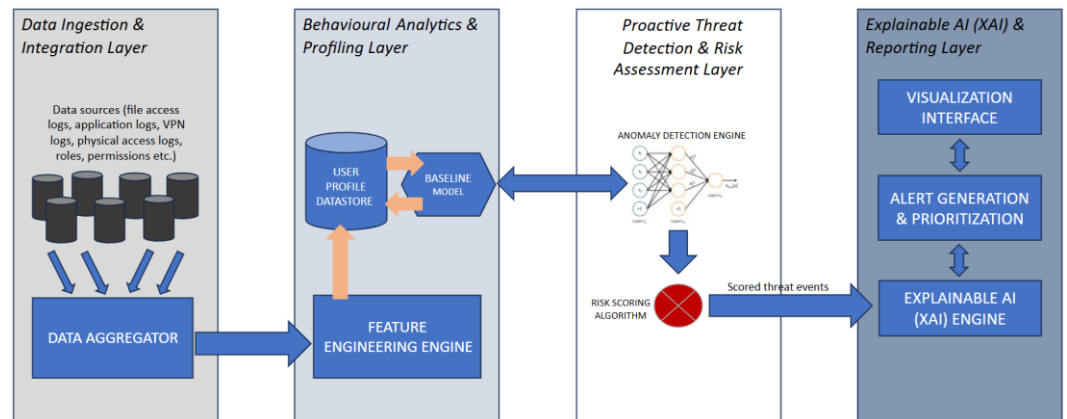 Data Ingestion &
Integration Layer
Data sources (file access
logs, application logs, VPN
logs, physical access logs,
roles, permissions etc.)
DATA AGGREGATOR
Behavioural Analytics &
Profiling Layer
USER
PROFILE
DATASTORE
BASELINE
MODEL
FEATURE
ENGINEERING ENGINE
Proactive Threat
Detection & Risk
Assessment Layer
ANOMALY DETECTION ENGINE
RISK SCORING
ALGORITHM
Scored threat events
Explainable AI (XAI) &
Reporting Layer
VISUALIZATION
INTERFACE
ALERT GENERATION
& PRIORITIZATION
EXPLAINABLE AI
(XAI) ENGINE